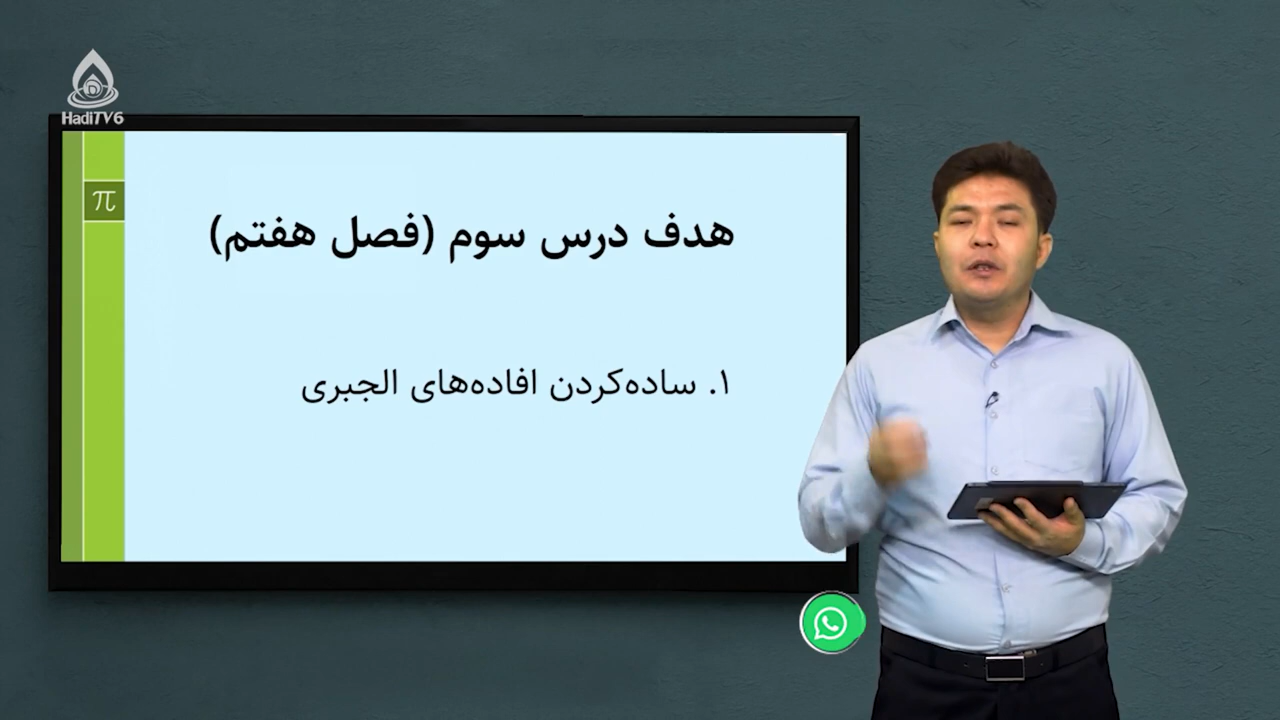 HadiTV6
π
هدف درس سوم (فصل هفتم)
۱. ساده‌کردن افاده‌های الجبری